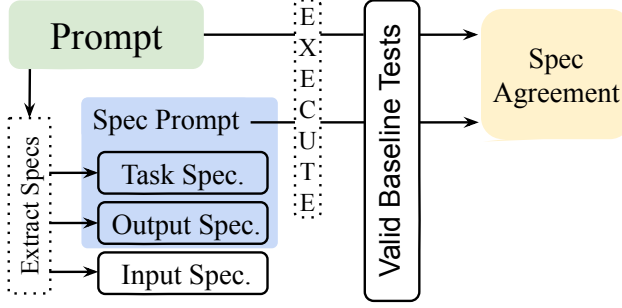 Prompt
EXECUTE
Valid Baseline Tests
Spec
Agreement
Extract Specs
Spec Prompt
Task Spec.
Output Spec.
Input Spec.